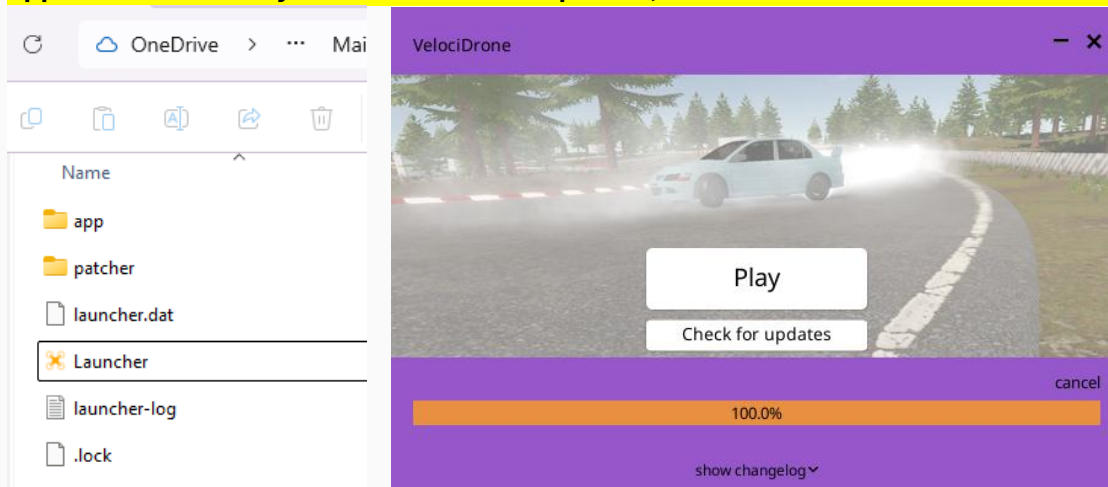 OneDrive > ... Mai
Name
app
patcher
launcher.dat
Launcher
launcher-log
.lock
VelociDrone
Play
Check for updates
cancel
100.0%
show changelog